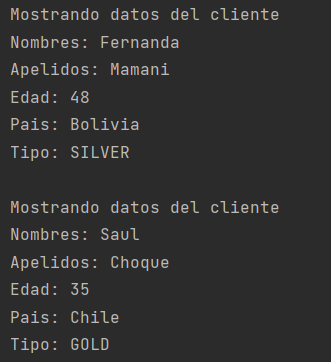 Mostrando datos del cliente
Nombres: Fernanda
Apelidos: Mamani
Edad: 48
Pais: Bolivia
Tipo: SILVER
Mostrando datos del cliente
Nombres: Saul
Apelidos: Choque
Edad: 35
Pais: Chile
Tipo: GOLD